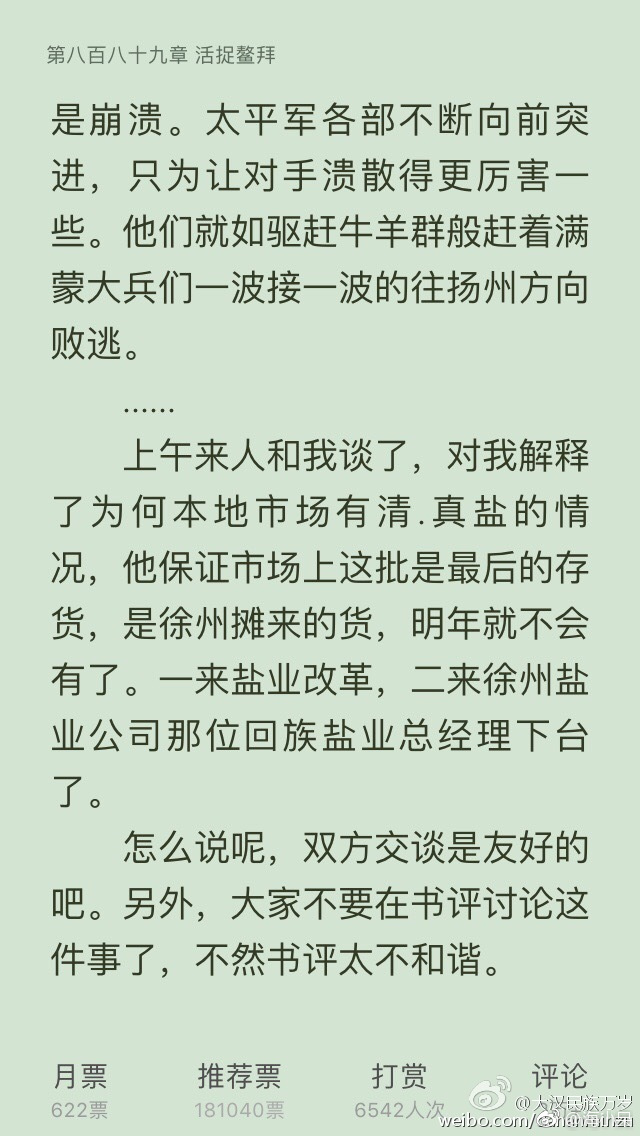 第八百八十九章 活捉鳌拜
是崩溃。太平军各部不断向前突
进，只为让对手溃散得更厉害一
些。他们就如驱赶牛羊群般赶着满
蒙大兵们一波接一波的往扬州方向
败逃。
······
上午来人和我谈了，对我解释
了为何本地市场有清.真盐的情
况，他保证市场上这批是最后的存
货，是徐州摊来的货，明年就不会
有了。一来盐业改革，二来徐州盐
业公司那位回族盐业总经理下台
了。
怎么说呢，双方交谈是友好的
吧。另外，大家不要在书评讨论这
件事了，不然书评太不和谐。
月票 推荐票 打赏 评论
622票 181040票 6542人次
@大汉民族万岁
weibo.com/